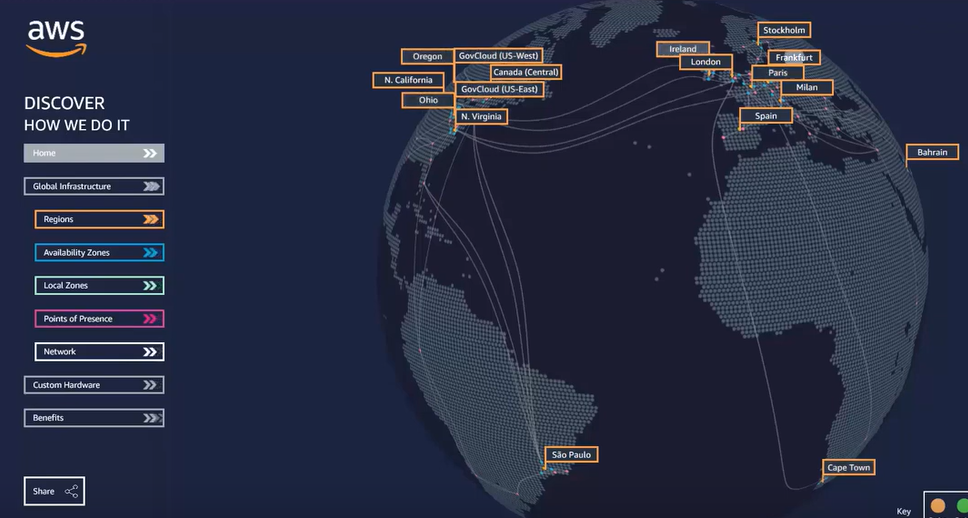 aws
DISCOVER
HOW WE DO IT
Home
Global Infrastructure
Regions
Availability Zones
Local Zones
Points of Presence
Network
Custom Hardware
Benefits
Share
Oregon
GovCloud (US-West)
Canada (Central)
N. California
GovCloud (US-East)
Ohio
N. Virginia
Stockholm
Ireland
Frankfurt
London
Paris
Milan
Spain
Bahrain
São Paulo
Cape Town
Key